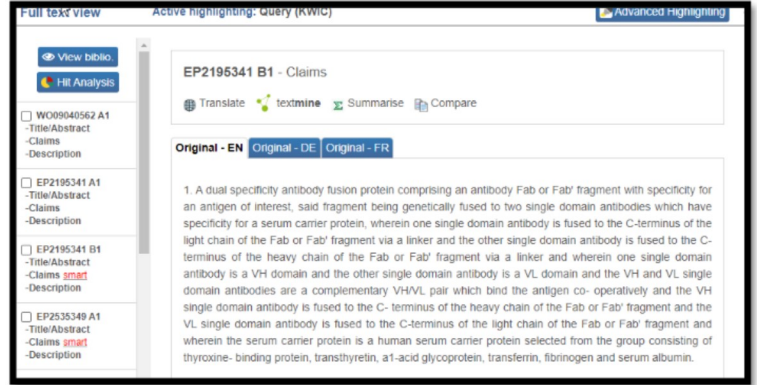 Full text view
Active highlighting: Query (KWIC)
Advanced Highlighting
View biblio.
Hit Analysis
WO09040562 A1
-Title/Abstract
-Claims
-Description
EP2195341 A1
-Title/Abstract
-Claims
-Description
EP2195341 B1
-Title/Abstract
-Claims smart
-Description
EP2535349 A1
-Title/Abstract
-Claims smart
-Description
EP2195341 B1 - Claims
Translate textmine Summarise Compare
Original - EN Original - DE Original - FR
1. A dual specificity antibody fusion protein comprising an antibody Fab or Fab' fragment with specificity for
an antigen of interest, said fragment being genetically fused to two single domain antibodies which have
specificity for a serum carrier protein, wherein one single domain antibody is fused to the C-terminus of the
light chain of the Fab or Fab' fragment via a linker and the other single domain antibody is fused to the C-
terminus of the heavy chain of the Fab or Fab' fragment via a linker and wherein one single domain
antibody is a VH domain and the other single domain antibody is a VL domain and the VH and VL single
domain antibodies are a complementary VH/VL pair which bind the antigen co- operatively and the VH
single domain antibody is fused to the C- terminus of the heavy chain of the Fab or Fab' fragment and the
VL single domain antibody is fused to the C-terminus of the light chain of the Fab or Fab' fragment and
wherein the serum carrier protein is a human serum carrier protein selected from the group consisting of
thyroxine- binding protein, transthyretin, a1-acid glycoprotein, transferrin, fibrinogen and serum albumin.